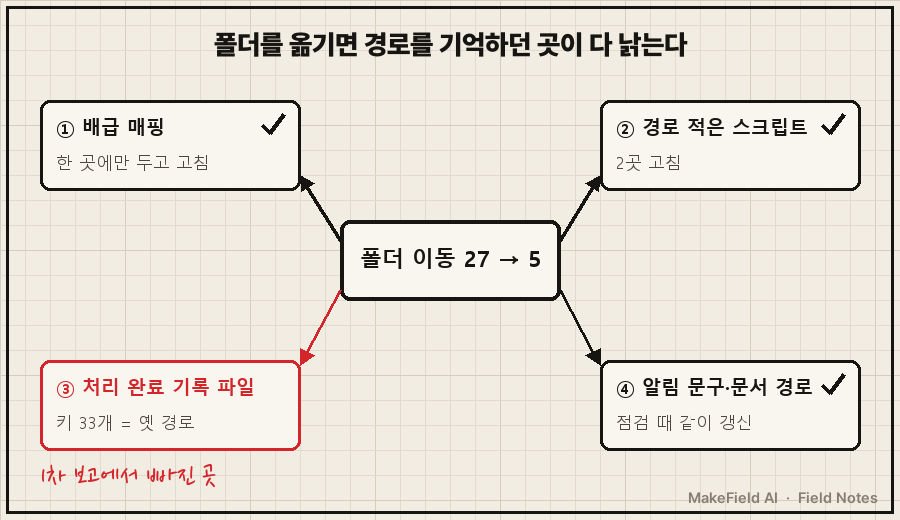 폴더를 옮기면 경로를 기억하던 곳이 다 낡는다
① 배급 매핑
한 곳에만 두고 고침
② 경로 적은 스크립트
2곳 고침
폴더 이동 27 → 5
③ 처리 완료 기록 파일
키 33개 = 옛 경로
④ 알림 문구·문서 경로
점검 때 같이 갱신
1차 보고에서 빠진 곳
MakeField AI · Field Notes